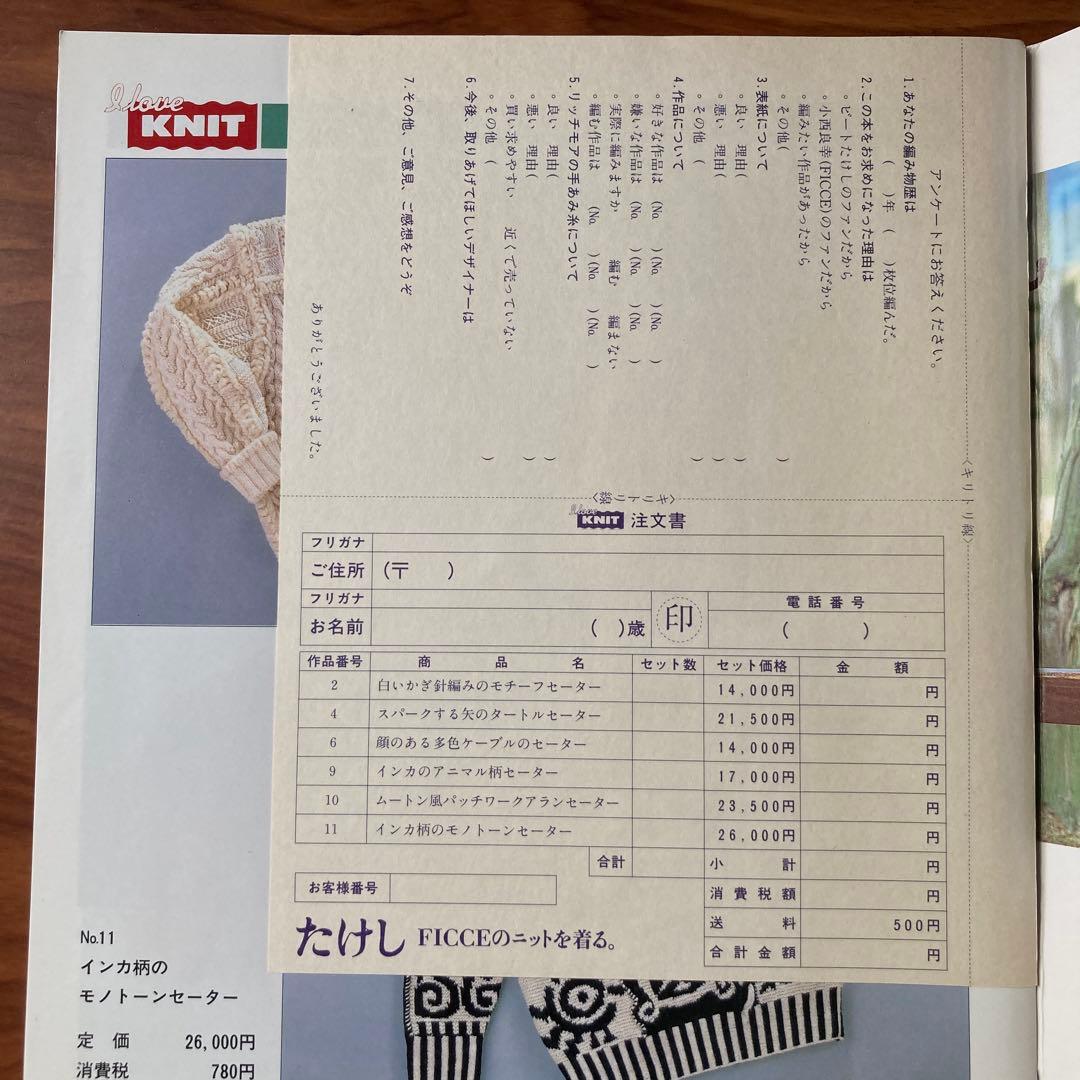 I love
KNIT
アンケートにお答えください。
1.あなたの編み物歴は
( )年 ( )枚位編んだ。
2.この本をお求めになった理由は
◦ビートたけしのファンだから
◦小西良幸(FICCE)のファンだから
◦編みたい作品があったから
◦その他( )
3.表紙について
◦良い 理由( )
◦悪い 理由( )
◦その他 ( )
4.作品について
◦好きな作品は (No. )(No. )
◦嫌いな作品は (No. )(No. )
◦実際に編みますか 編む 編まない
◦編む作品は (No. )(No. )
5.リッチモアの手あみ糸について
◦良い 理由( )
◦悪い 理由( )
◦買い求めやすい 近くで売っていない
◦その他 ( )
6.今後、取りあげてほしいデザイナーは
7.その他、ご意見、ご感想をどうぞ
ありがとうございました。
〈キリトリ線〉
〈キリトリ線〉
I love
KNIT 注文書
フリガナ
ご住所 (〒 )
フリガナ
お名前 ( )歳 印
電話番号
( )
作品番号 商品名 セット数 セット価格 金額
2 白いかぎ針編みのモチーフセーター 14,000円 円
4 スパークする矢のタートルセーター 21,500円 円
6 顔のある多色ケーブルのセーター 14,000円 円
9 インカのアニマル柄セーター 17,000円 円
10 ムートン風パッチワークアランセーター 23,500円 円
11 インカ柄のモノトーンセーター 26,000円 円
合計 小計 円
お客様番号
消費税額 円
送料 500円
合計金額 円
たけし FICCEのニットを着る。
No.11
インカ柄の
モノトーンセーター
定価 26,000円
消費税 780円